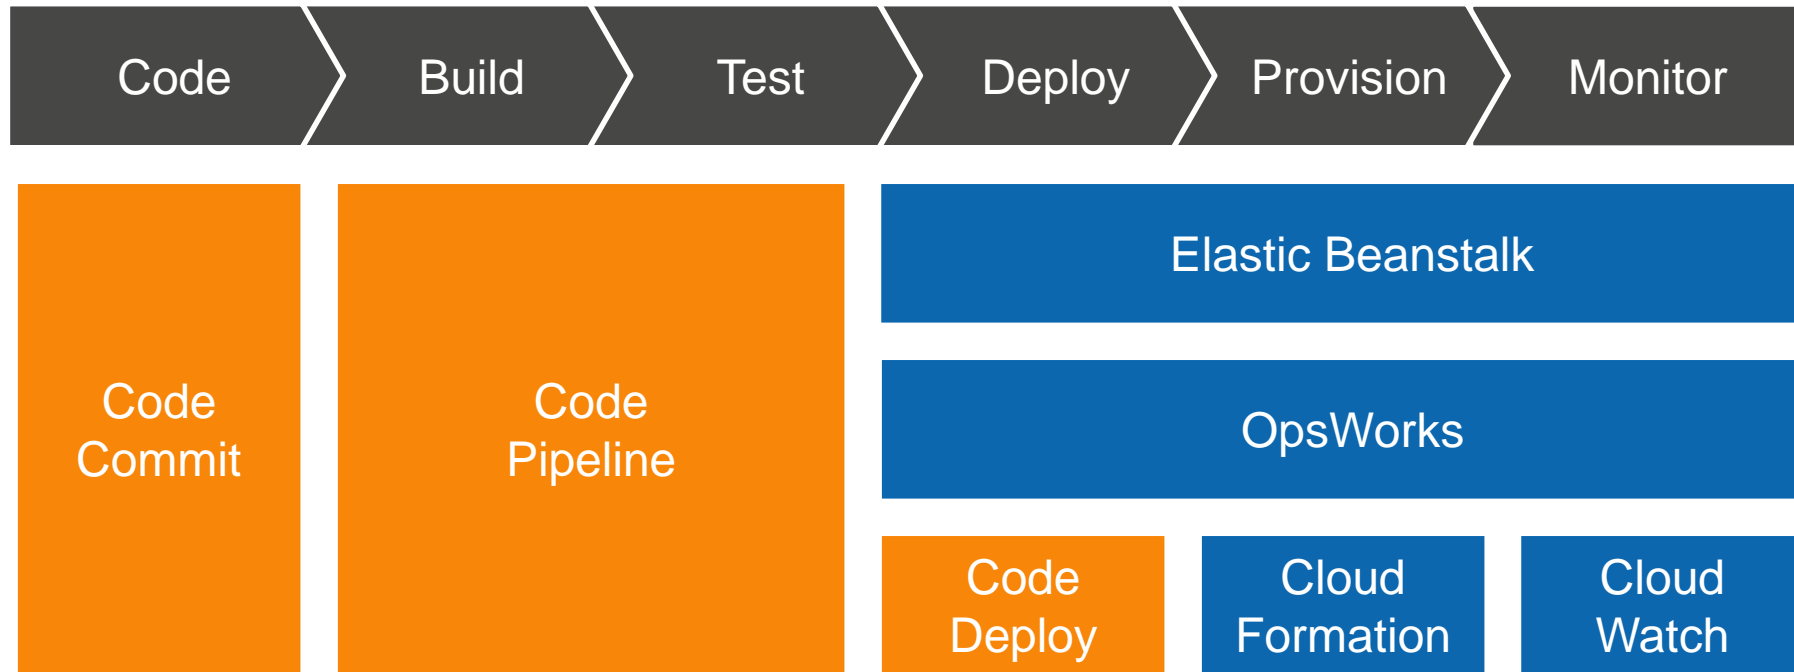 Code
Build
Test
Deploy
Provision
Monitor
Code
Commit
Code
Pipeline
Elastic Beanstalk
OpsWorks
Code
Deploy
Cloud
Formation
Cloud
Watch